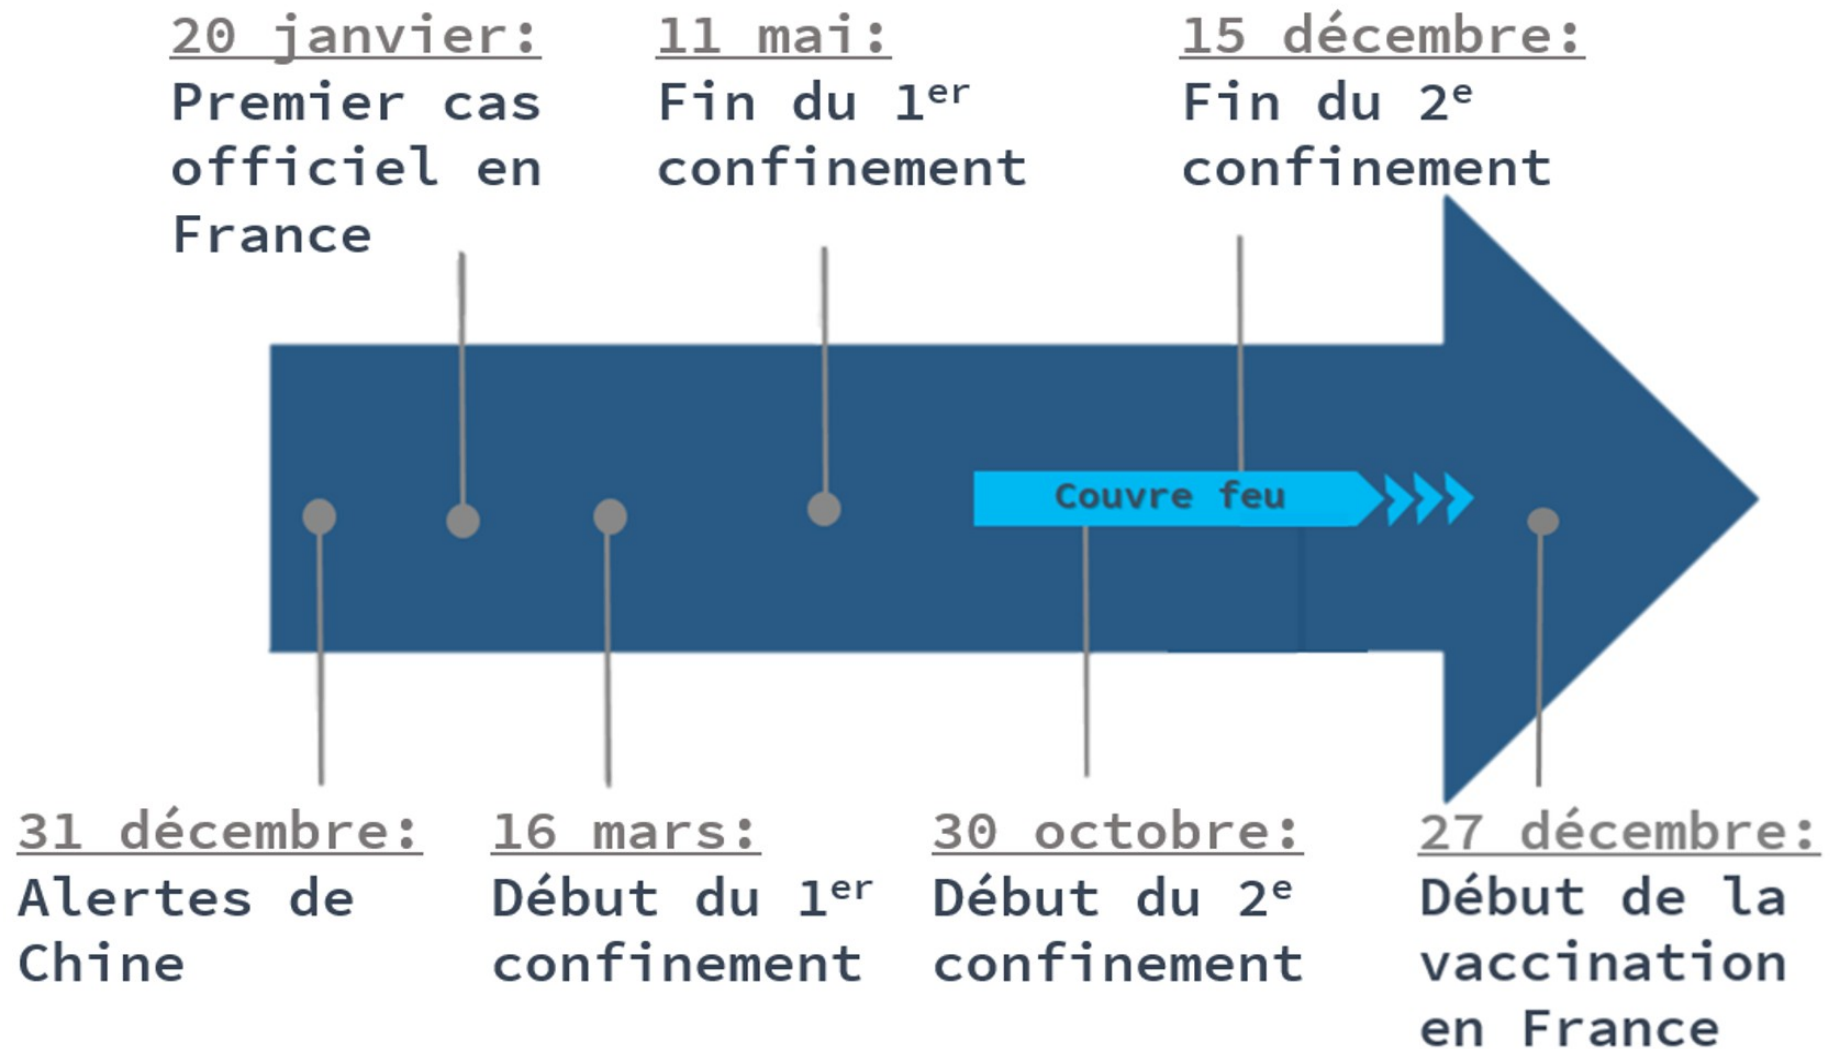 20 janvier:
Premier cas
officiel en
France
11 mai:
Fin du 1er
confinement
15 décembre:
Fin du 2e
confinement
Couvre feu
31 décembre:
Alertes de
Chine
16 mars:
Début du 1er
confinement
30 octobre:
Début du 2e
confinement
27 décembre:
Début de la
vaccination
en France